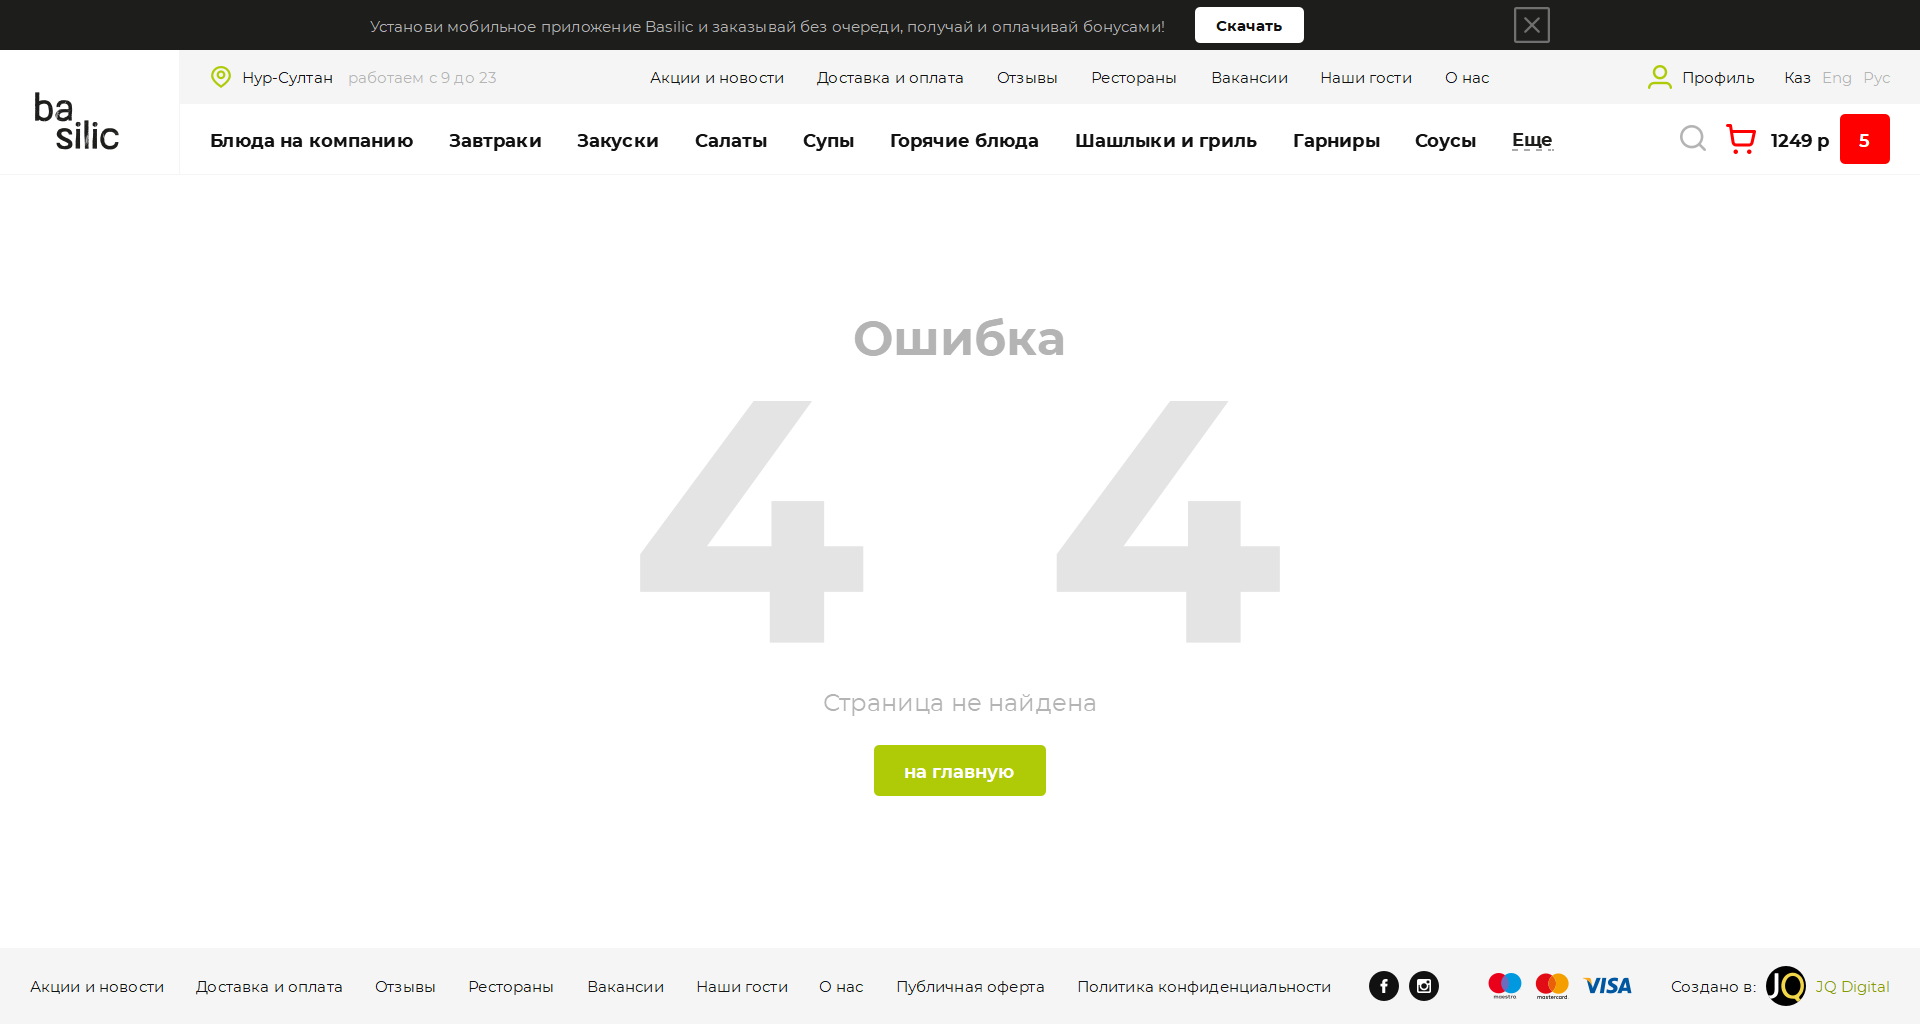 Установи мобильное приложение Basilic и заказывай без очереди, получай и оплачивай бонусами!
Скачать
ba
silic
Нур-Султан
работаем с 9 до 23
Акции и новости
Доставка и оплата
Отзывы
Рестораны
Вакансии
Наши гости
О нас
Профиль
Каз
Eng
Рус
Блюда на компанию
Завтраки
Закуски
Салаты
Супы
Горячие блюда
Шашлыки и гриль
Гарниры
Соусы
Еще
1249 р
5
Ошибка
4 4
Страница не найдена
на главную
Акции и новости
Доставка и оплата
Отзывы
Рестораны
Вакансии
Наши гости
О нас
Публичная оферта
Политика конфиденциальности
maestro
mastercard
VISA
Создано в:
JQ
JQ Digital